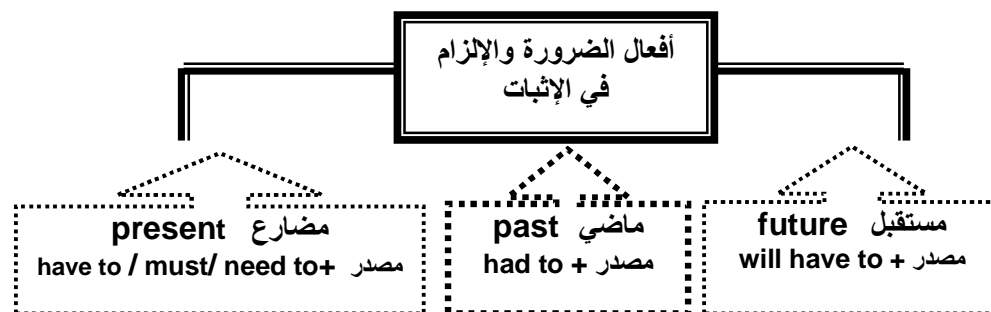 أفعال الضرورة والإلزام
في الإثبات
مضارع present
have to / must/ need to+ مصدر
ماضي past
had to + مصدر
مستقبل future
will have to + مصدر